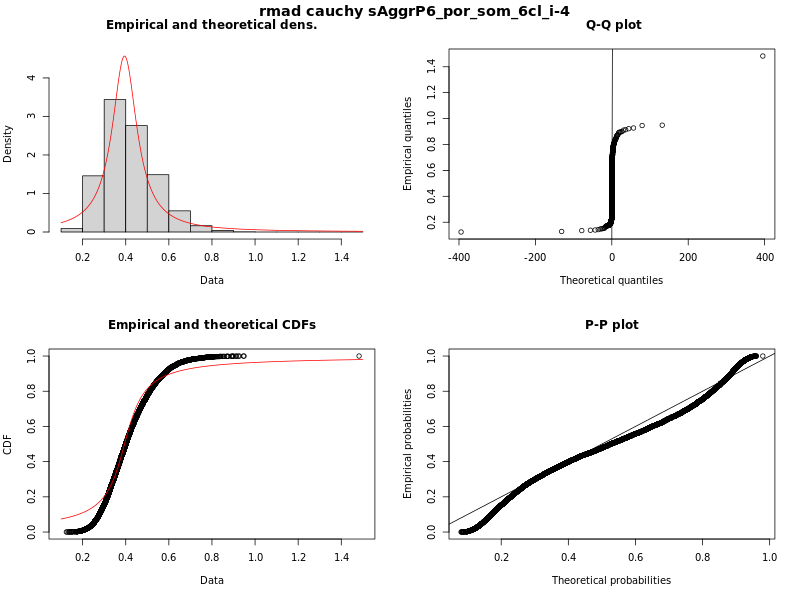 rmad cauchy sAggrP6_por_som_6cl_i-4
Empirical and theoretical dens.
Density
0 1 2 3 4
0.2 0.4 0.6 0.8 1.0 1.2 1.4
Data
Q-Q plot
Empirical quantiles
0.2 0.4 0.6 0.8 1.0 1.2 1.4
-400 -200 0 200 400
Theoretical quantiles
Empirical and theoretical CDFs
CDF
0.0 0.2 0.4 0.6 0.8 1.0
0.2 0.4 0.6 0.8 1.0 1.2 1.4
Data
P-P plot
Empirical probabilities
0.0 0.2 0.4 0.6 0.8 1.0
0.2 0.4 0.6 0.8 1.0
Theoretical probabilities